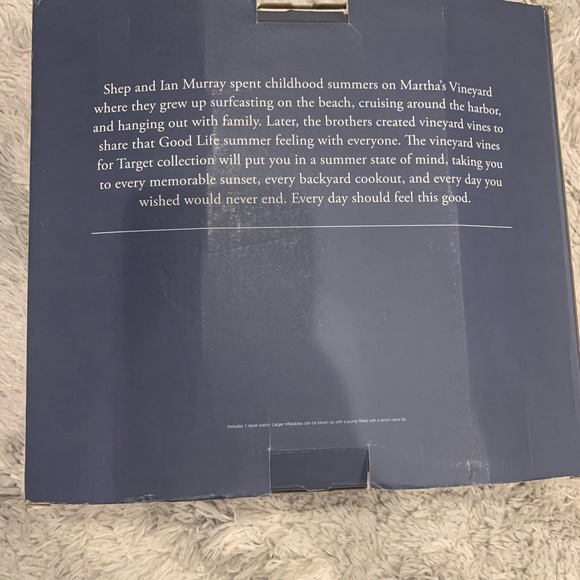 Shep and Ian Murray spent childhood summers on Martha's Vineyard
where they grew up surfcasting on the beach, cruising around the harbor,
and hanging out with family. Later, the brothers created vineyard vines to
share that Good Life summer feeling with everyone. The vineyard vines
for Target collection will put you in a summer state of mind, taking you
to every memorable sunset, every backyard cookout, and every day you
wished would never end. Every day should feel this good.
Includes 1 repair patch. Larger inflatables can be blown up with a pump fitted with a pinch valve tip.